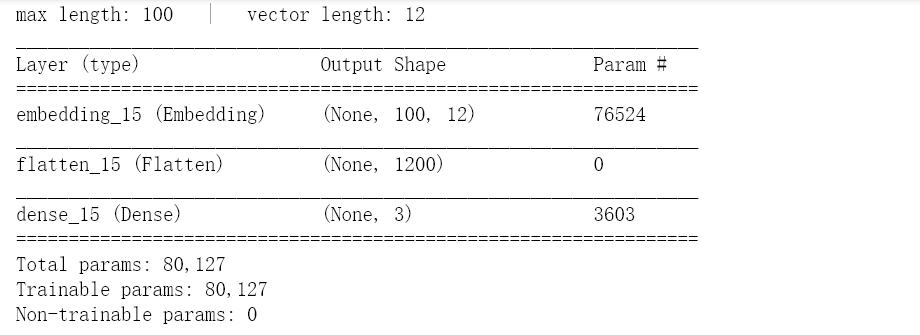 max length: 100 | vector length: 12
Layer (type) Output Shape Param #
=================================================================
embedding_15 (Embedding) (None, 100, 12) 76524
flatten_15 (Flatten) (None, 1200) 0
dense_15 (Dense) (None, 3) 3603
=================================================================
Total params: 80,127
Trainable params: 80,127
Non-trainable params: 0